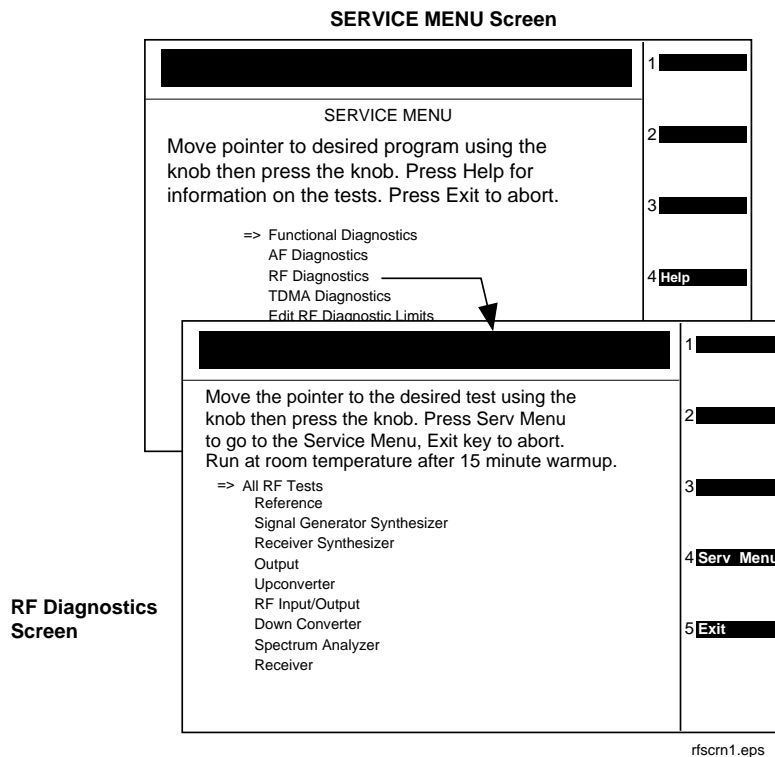 SERVICE MENU Screen
1
SERVICE MENU
2
Move pointer to desired program using the
knob then press the knob. Press Help for
information on the tests. Press Exit to abort.
3
=> Functional Diagnostics
AF Diagnostics
RF Diagnostics
4 Help
TDMA Diagnostics
Edit RF Diagnostic Limits
1
Move the pointer to the desired test using the
knob then press the knob. Press Serv Menu
2
to go to the Service Menu, Exit key to abort.
Run at room temperature after 15 minute warmup.
=> All RF Tests
3
Reference
Signal Generator Synthesizer
Receiver Synthesizer
Output
4 Serv Menu
Upconverter
RF Input/Output
Down Converter
5 Exit
Spectrum Analyzer
Receiver
RF Diagnostics
Screen
rfscrn1.eps